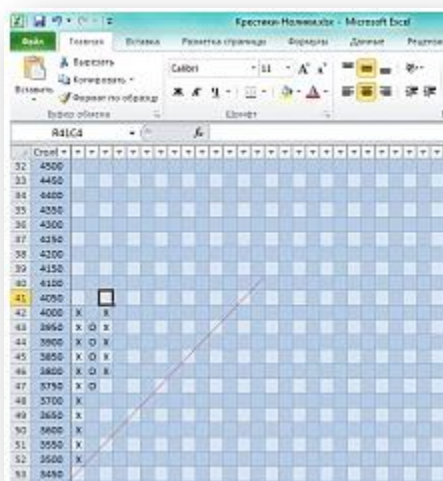 Крестики-Нолики.xlsx - Microsoft Excel
Файл Главная Вставка Разметка страницы Формулы Данные Рецензи
Вставить
Вырезать
Копировать
Формат по образцу
Calibri 11
Ж К Ч
Буфер обмена Шрифт
R41C4 fx
32 4500
33 4450
34 4400
35 4350
36 4300
37 4250
38 4200
39 4150
40 4100
41 4050
42 4000 X X
43 3950 X O X
44 3900 X O X
45 3850 X O X
46 3800 X O X
47 3750 X O
48 3700 X
49 3650 X
50 3600 X
51 3550 X
52 3500 X
53 3450